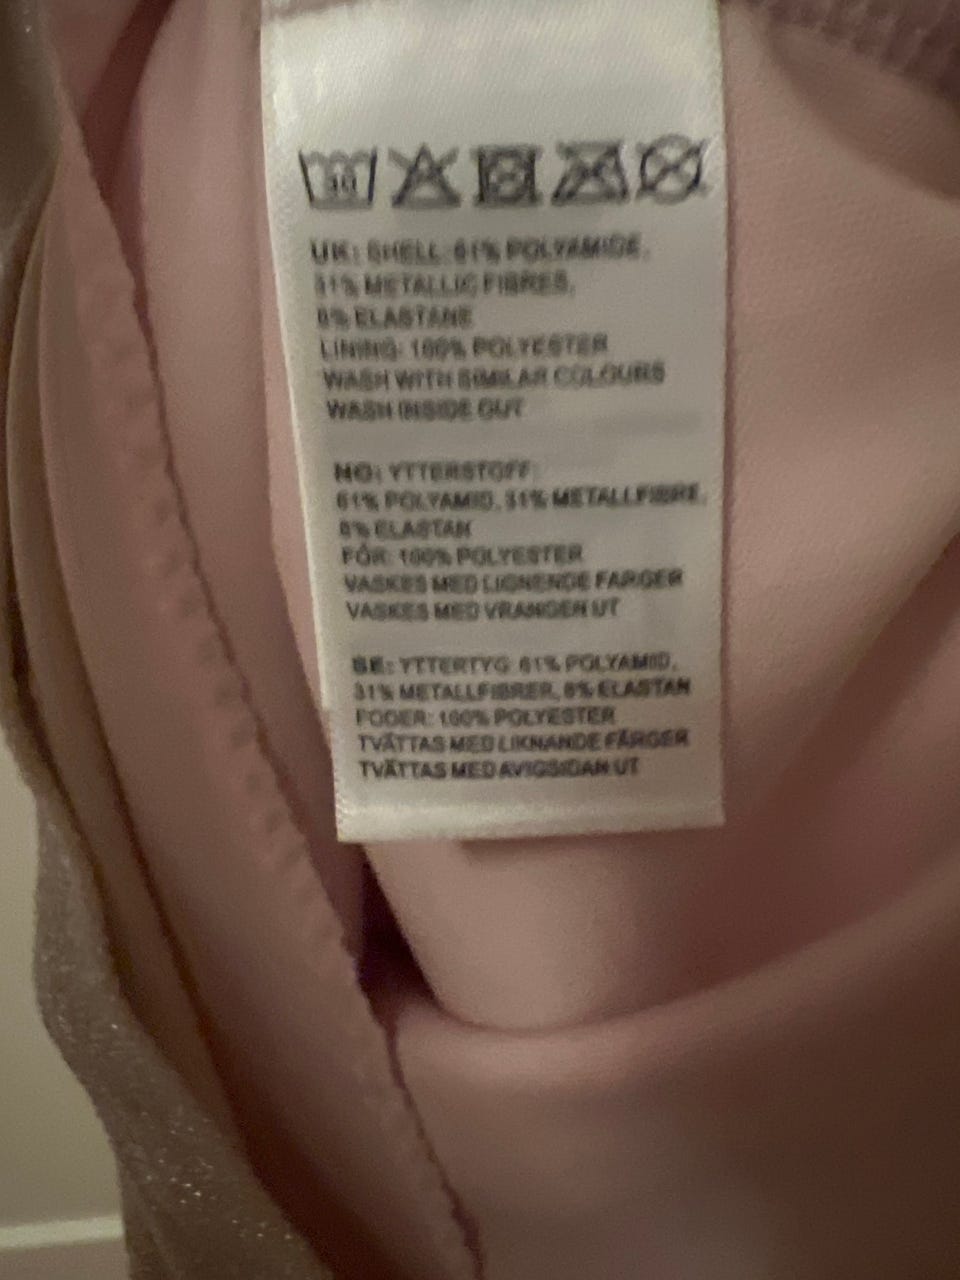 30
UK: SHELL: 61% POLYAMIDE,
31% METALLIC FIBRES,
8% ELASTANE
LINING: 100% POLYESTER
WASH WITH SIMILAR COLOURS
WASH INSIDE OUT
NO: YTTERSTOFF:
61% POLYAMID, 31% METALLFIBRE,
8% ELASTAN
FÔR: 100% POLYESTER
VASKES MED LIGNENDE FARGER
VASKES MED VRANGEN UT
SE: YTTERTYG: 61% POLYAMID,
31% METALLFIBRER, 8% ELASTAN
FODER: 100% POLYESTER
TVÄTTAS MED LIKNANDE FÄRGER
TVÄTTAS MED AVIGSIDAN UT